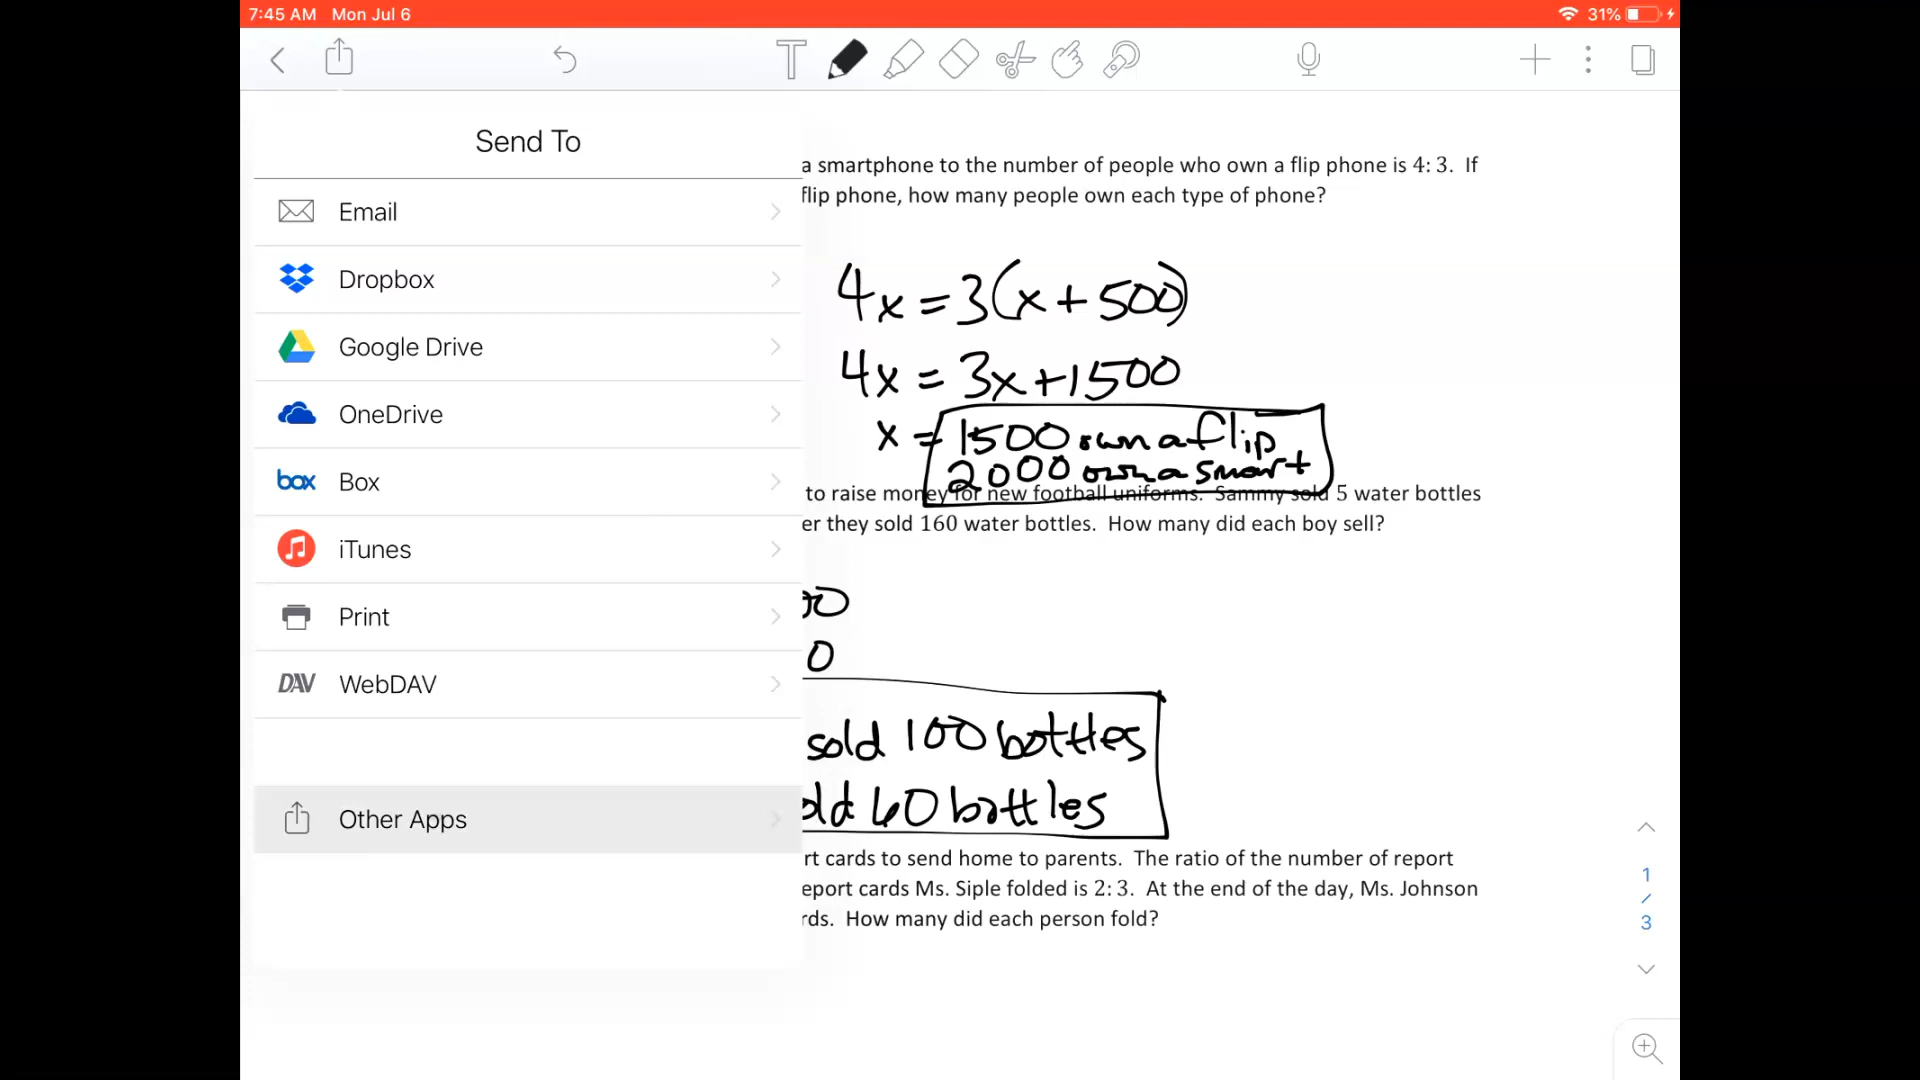 7:45 AM Mon Jul 6
31%
T
Send To
Email
Dropbox
Google Drive
OneDrive
box Box
iTunes
Print
DAV WebDAV
Other Apps
a smartphone to the number of people who own a flip phone is 4: 3. If
flip phone, how many people own each type of phone?
4x = 3(x + 500)
4x = 3x + 1500
x = 1500 own a flip
2000 own a smart
to raise money for new football uniforms. Sammy sold 5 water bottles
er they sold 160 water bottles. How many did each boy sell?
00
0
sold 100 bottles
old 60 bottles
rt cards to send home to parents. The ratio of the number of report
eport cards Ms. Siple folded is 2: 3. At the end of the day, Ms. Johnson
rds. How many did each person fold?
1
/
3